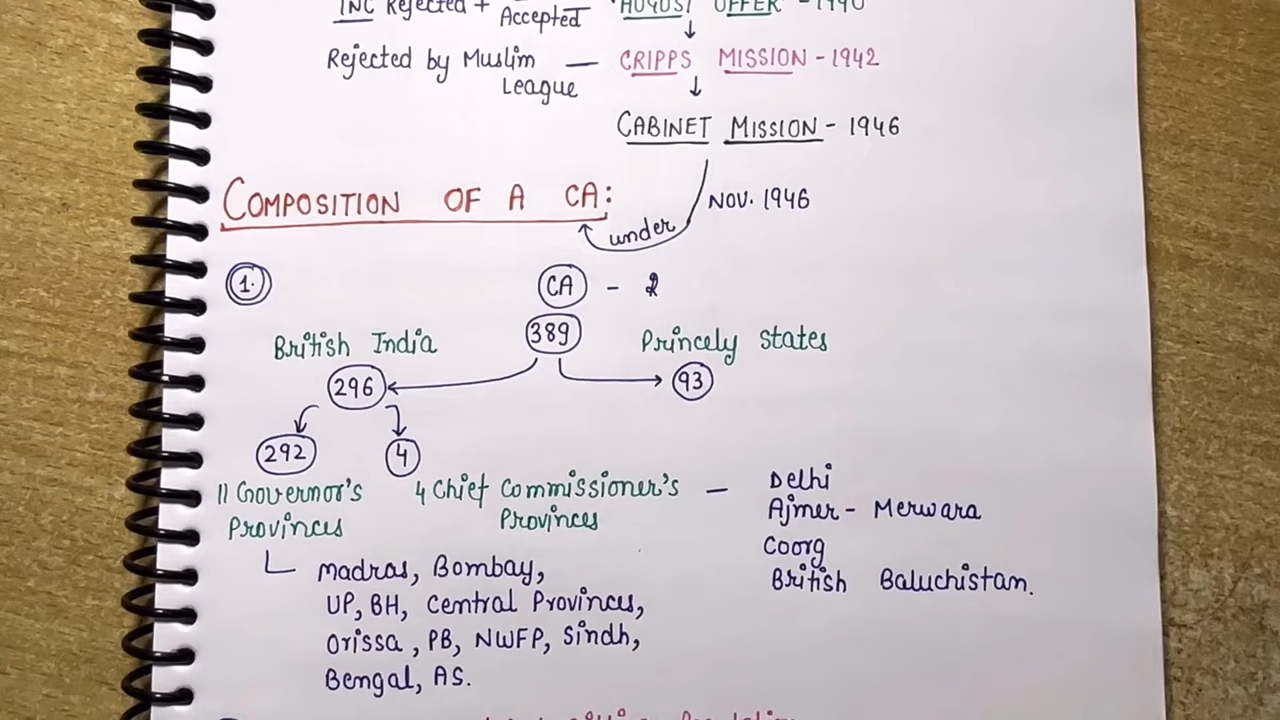 INC Rejected + Accepted AUGUST OFFER - 1940
Rejected by Muslim League — CRIPPS MISSION - 1942
CABINET MISSION - 1946
COMPOSITION OF A CA:
under
NOV. 1946
1.
CA - 2
389
British India
Princely states
296
93
292
4
11 Governor's Provinces
4 Chief Commissioner's Provinces —
Delhi
Ajmer - Merwara
Coorg
British Baluchistan.
Madras, Bombay,
UP, BH, Central Provinces,
Orissa, PB, NWFP, Sindh,
Bengal, AS.